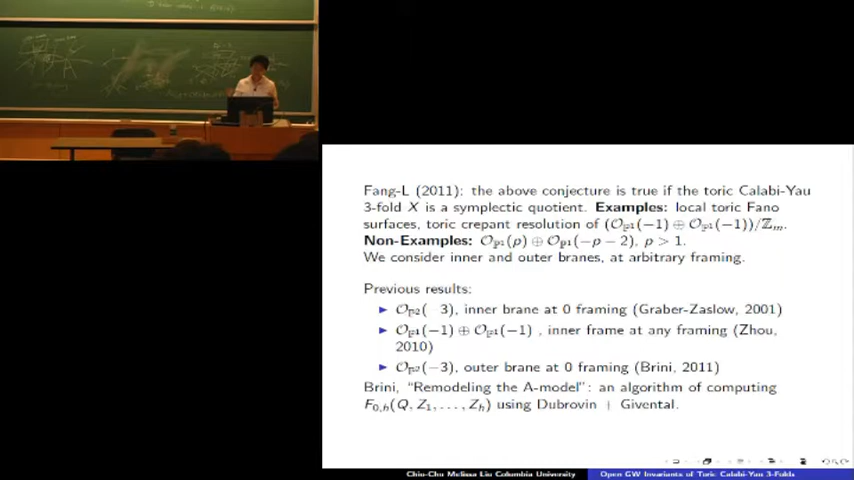 Fang-L (2011): the above conjecture is true if the toric Calabi-Yau
3-fold X is a symplectic quotient. Examples: local toric Fano
surfaces, toric crepant resolution of (𝒪_ℙ¹(−1) ⊕ 𝒪_ℙ¹(−1))/ℤₘ.
Non-Examples: 𝒪_ℙ¹(p) ⊕ 𝒪_ℙ¹(−p − 2), p > 1.
We consider inner and outer branes, at arbitrary framing.
Previous results:
▶ 𝒪_ℙ²( 3), inner brane at 0 framing (Graber-Zaslow, 2001)
▶ 𝒪_ℙ¹(−1) ⊕ 𝒪_ℙ¹(−1) , inner frame at any framing (Zhou,
2010)
▶ 𝒪_ℙ²(−3), outer brane at 0 framing (Brini, 2011)
Brini, “Remodeling the A-model”: an algorithm of computing
F₀,ₕ(Q, Z₁, . . . , Zₕ) using Dubrovin + Givental.
Chiu-Chu Melissa Liu Columbia University
Open GW Invariants of Toric Calabi-Yau 3-Folds